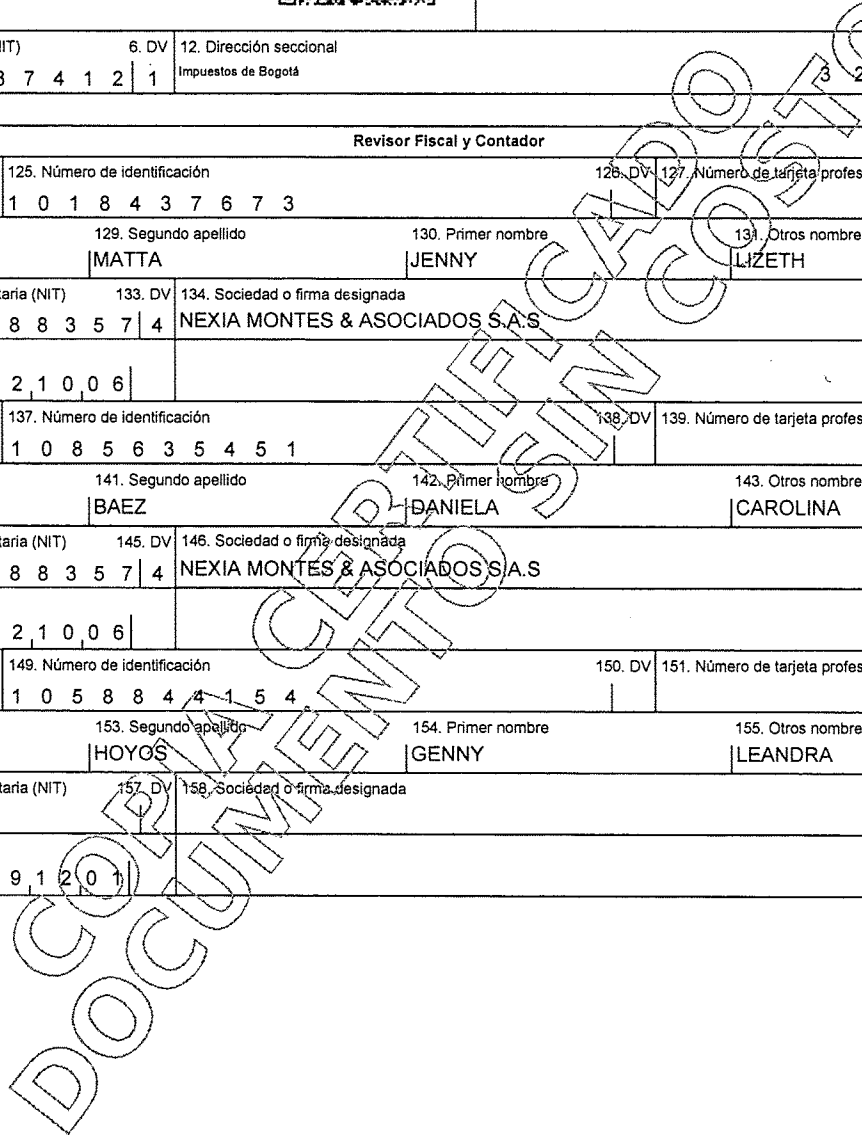 IIT) 6. DV 12. Dirección seccional
8 7 4 1 2 1 Impuestos de Bogotá 3 2
Revisor Fiscal y Contador
125. Número de identificación 126. DV 127. Número de tarjeta profes
1 0 1 8 4 3 7 6 7 3
129. Segundo apellido 130. Primer nombre 131. Otros nombre
MATTA JENNY LIZETH
taria (NIT) 133. DV 134. Sociedad o firma designada
8 8 3 5 7 4 NEXIA MONTES & ASOCIADOS S.A.S
2 1 0 0 6
137. Número de identificación 138. DV 139. Número de tarjeta profes
1 0 8 5 6 3 5 4 5 1
141. Segundo apellido 142. Primer nombre 143. Otros nombre
BAEZ DANIELA CAROLINA
taria (NIT) 145. DV 146. Sociedad o firma designada
8 8 3 5 7 4 NEXIA MONTES & ASOCIADOS S.A.S
2 1 0 0 6
149. Número de identificación 150. DV 151. Número de tarjeta profes
1 0 5 8 8 4 4 1 5 4
153. Segundo apellido 154. Primer nombre 155. Otros nombre
HOYOS GENNY LEANDRA
taria (NIT) 157. DV 158. Sociedad o firma designada
9 1 2 0 1
COPIA CERTIFICADO
DOCUMENTO SIN COSTO